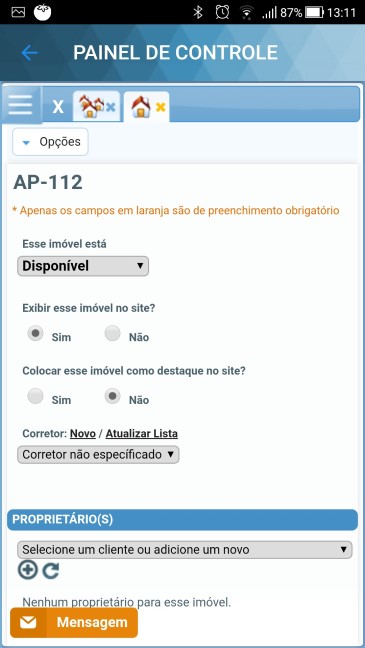 87% 13:11
PAINEL DE CONTROLE
X
Opções
AP-112
* Apenas os campos em laranja são de preenchimento obrigatório
Esse imóvel está
Disponível
Exibir esse imóvel no site?
Sim Não
Colocar esse imóvel como destaque no site?
Sim Não
Corretor: Novo / Atualizar Lista
Corretor não específicado
PROPRIETÁRIO(S)
Selecione um cliente ou adicione um novo
Nenhum proprietário para esse imóvel.
Mensagem